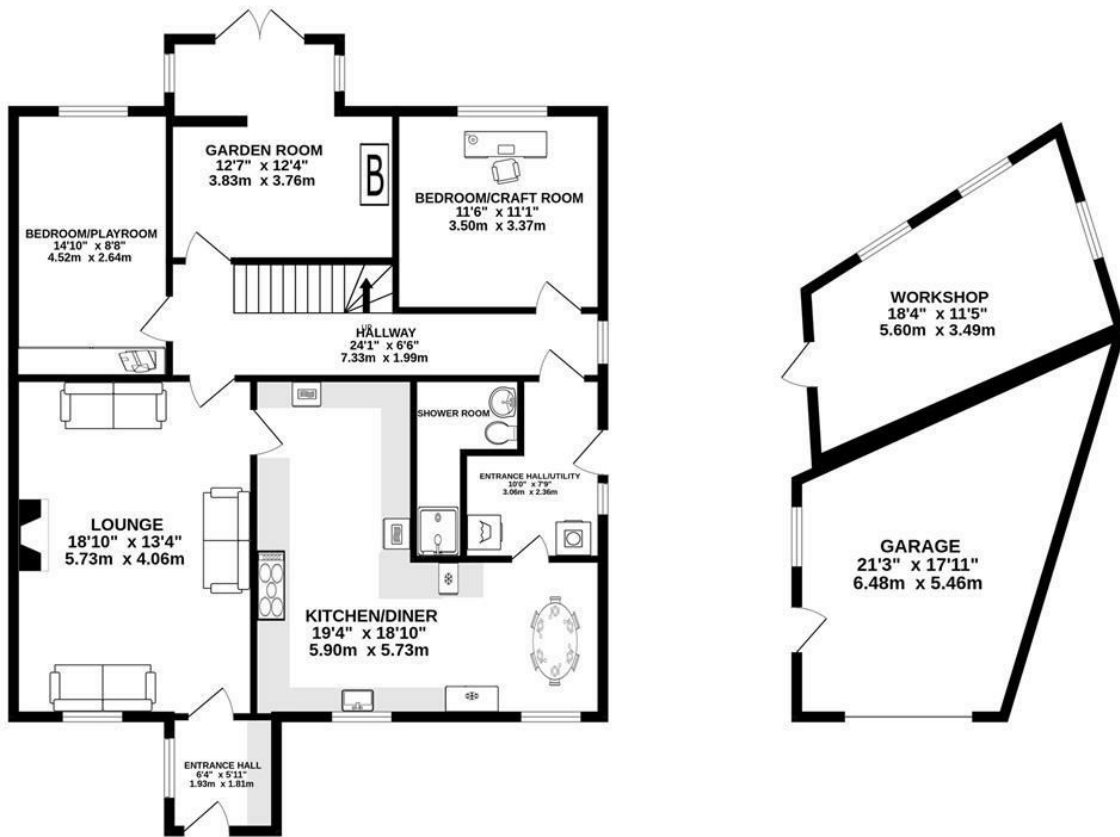 GARDEN ROOM
12'7" x 12'4"
3.83m x 3.76m
B
BEDROOM/CRAFT ROOM
11'6" x 11'1"
3.50m x 3.37m
BEDROOM/PLAYROOM
14'10" x 8'8"
4.52m x 2.64m
UP
HALLWAY
24'1" x 6'6"
7.33m x 1.99m
SHOWER ROOM
ENTRANCE HALL/UTILITY
10'0" x 7'9"
3.06m x 2.36m
LOUNGE
18'10" x 13'4"
5.73m x 4.06m
KITCHEN/DINER
19'4" x 18'10"
5.90m x 5.73m
ENTRANCE HALL
6'4" x 5'11"
1.93m x 1.81m
WORKSHOP
18'4" x 11'5"
5.60m x 3.49m
GARAGE
21'3" x 17'11"
6.48m x 5.46m